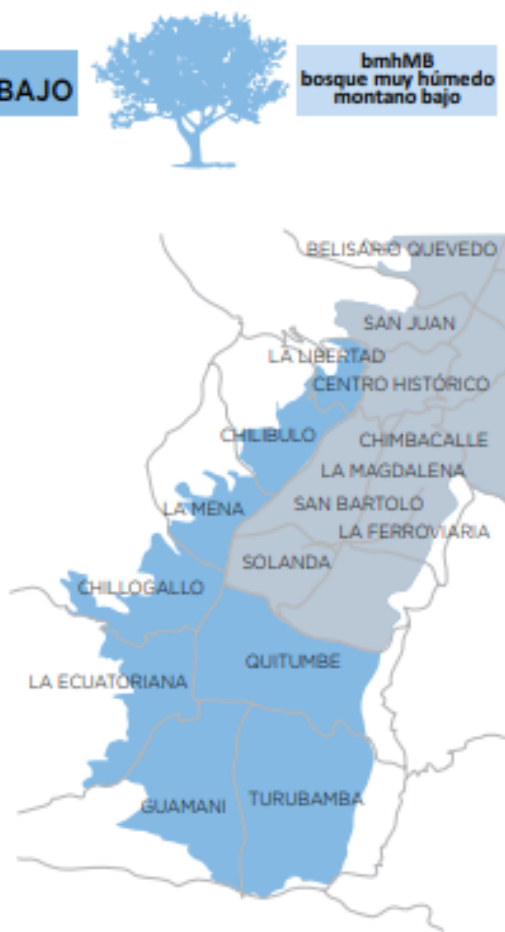 BAJO
bmhMB
bosque muy húmedo
montano bajo
BELISÁRIO QUEVEDO
SAN JUAN
LA LIBERTAD
CENTRO HISTÓRICO
CHILIBULO
CHIMBACALLE
LA MAGDALENA
LA MENA
SAN BARTOLO
LA FERROVIARIA
SOLANDA
CHILLOGALLO
QUITUMBE
LA ECUATORIANA
GUAMANI
TURUBAMBA